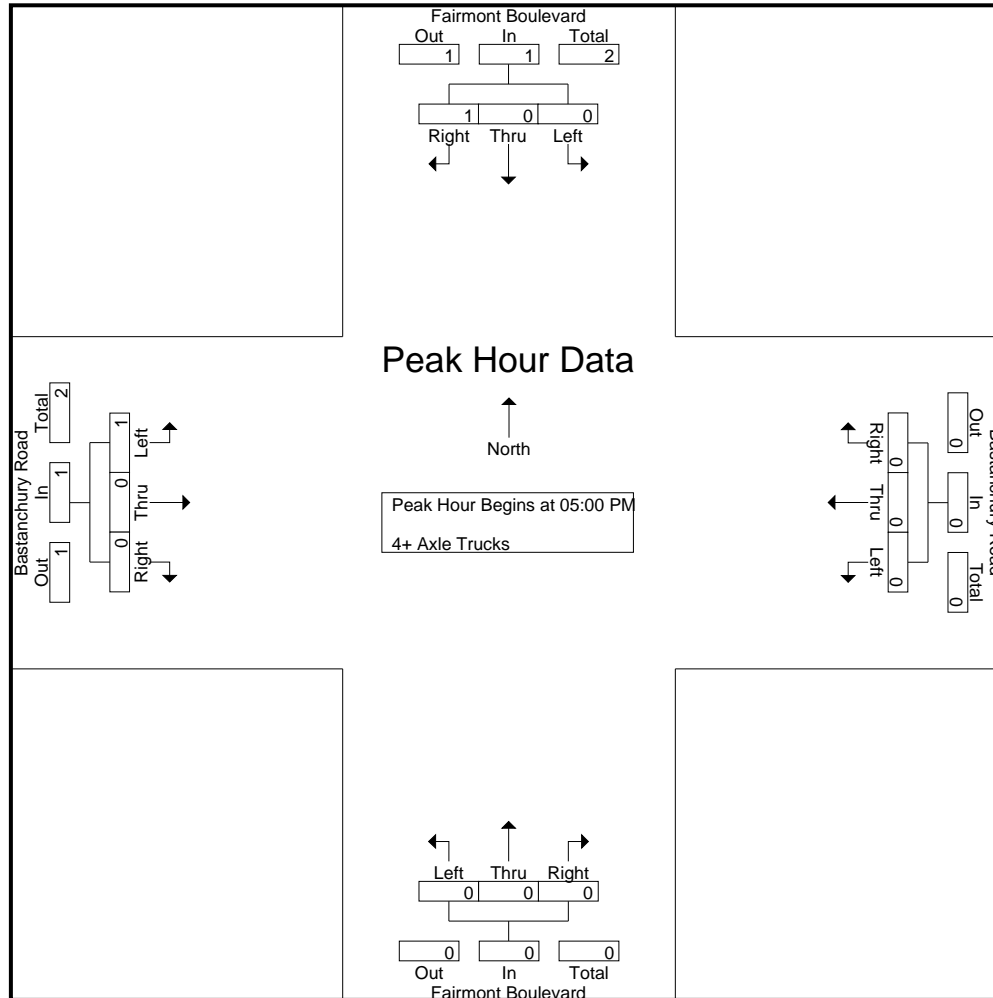 Fairmont Boulevard
Out In Total
1 1 2
1 0 0
Right Thru Left
Peak Hour Data
North
Peak Hour Begins at 05:00 PM
4+ Axle Trucks
Bastanchury Road
Out In Total
1 1 2
0 0 1
Right Thru Left
Right Thru Left
0 0 0
Out In Total
0 0 0
Bastanchury Road
Left Thru Right
0 0 0
0 0 0
Out In Total
Fairmont Boulevard